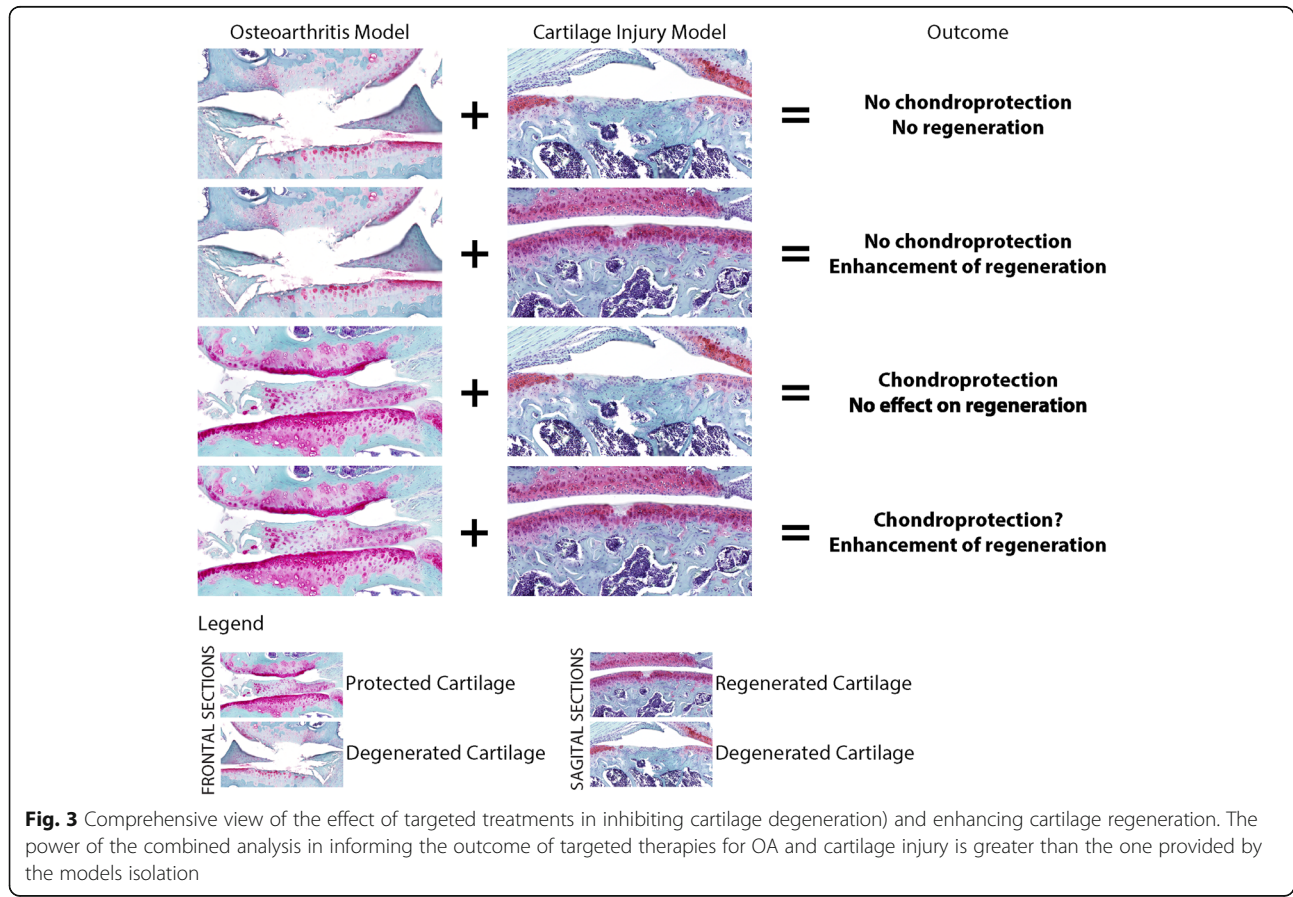 Osteoarthritis Model
Cartilage Injury Model
Outcome
+
=
No chondroprotection
No regeneration
+
=
No chondroprotection
Enhancement of regeneration
+
=
Chondroprotection
No effect on regeneration
+
=
Chondroprotection?
Enhancement of regeneration
Legend
FRONTAL SECTIONS
Protected Cartilage
Degenerated Cartilage
SAGITAL SECTIONS
Regenerated Cartilage
Degenerated Cartilage
Fig. 3 Comprehensive view of the effect of targeted treatments in inhibiting cartilage degeneration) and enhancing cartilage regeneration. The
power of the combined analysis in informing the outcome of targeted therapies for OA and cartilage injury is greater than the one provided by
the models isolation